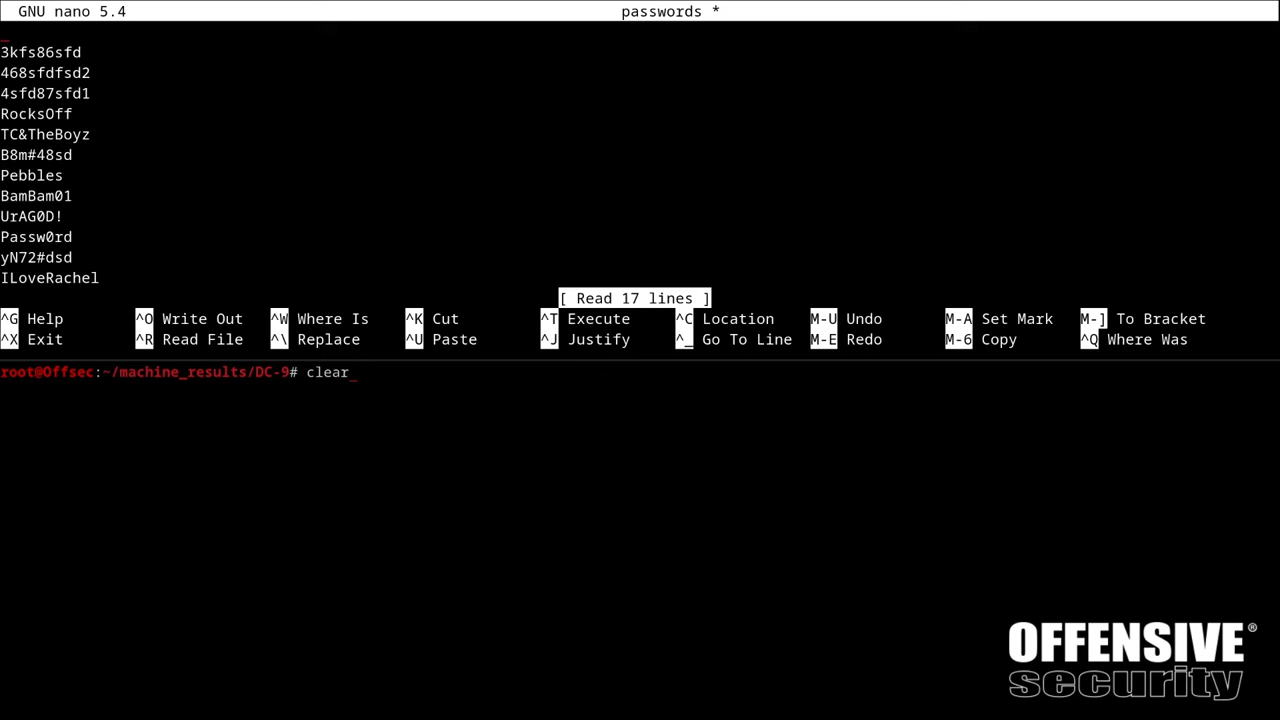 GNU nano 5.4 passwords *
3kfs86sfd
468sfdfsd2
4sfd87sfd1
RocksOff
TC&TheBoyz
B8m#48sd
Pebbles
BamBam01
UrAG0D!
Passw0rd
yN72#dsd
ILoveRachel
[ Read 17 lines ]
^G Help ^O Write Out ^W Where Is ^K Cut ^T Execute ^C Location M-U Undo M-A Set Mark M-] To Bracket
^X Exit ^R Read File ^\ Replace ^U Paste ^J Justify ^_ Go To Line M-E Redo M-6 Copy ^Q Where Was
root@Offsec:~/machine_results/DC-9# clear_
OFFENSIVE®
security